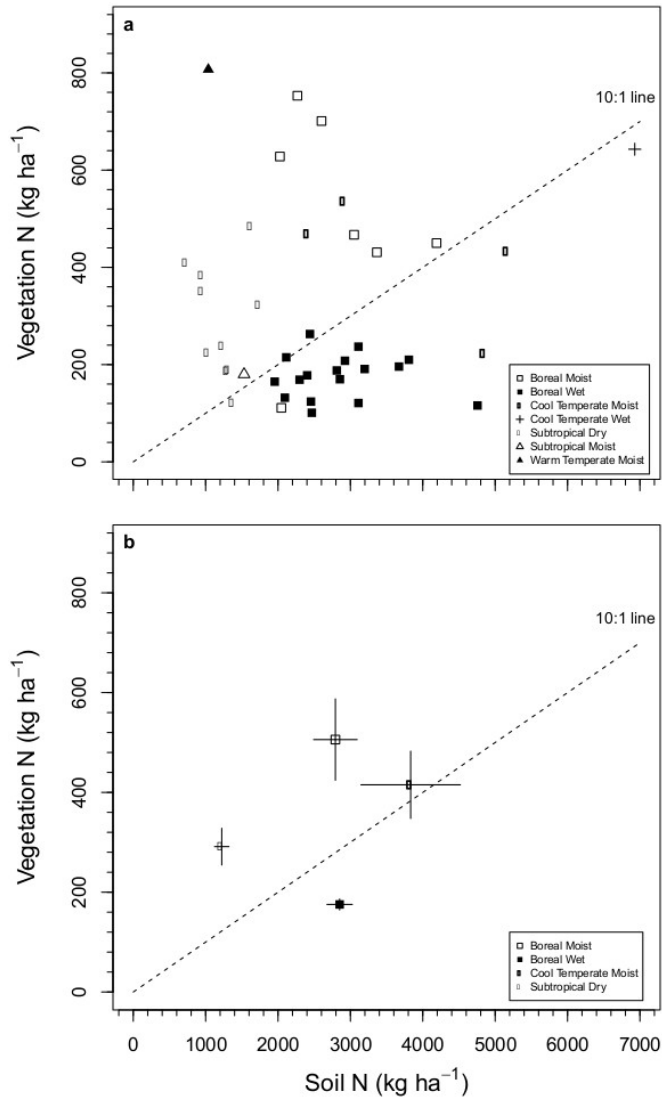 a
800
600
400
200
0
Vegetation N (kg ha⁻¹)
10:1 line
Boreal Moist
Boreal Wet
Cool Temperate Moist
Cool Temperate Wet
Subtropical Dry
Subtropical Moist
Warm Temperate Moist
b
800
600
400
200
0
Vegetation N (kg ha⁻¹)
10:1 line
Boreal Moist
Boreal Wet
Cool Temperate Moist
Subtropical Dry
0 1000 2000 3000 4000 5000 6000 7000
Soil N (kg ha⁻¹)